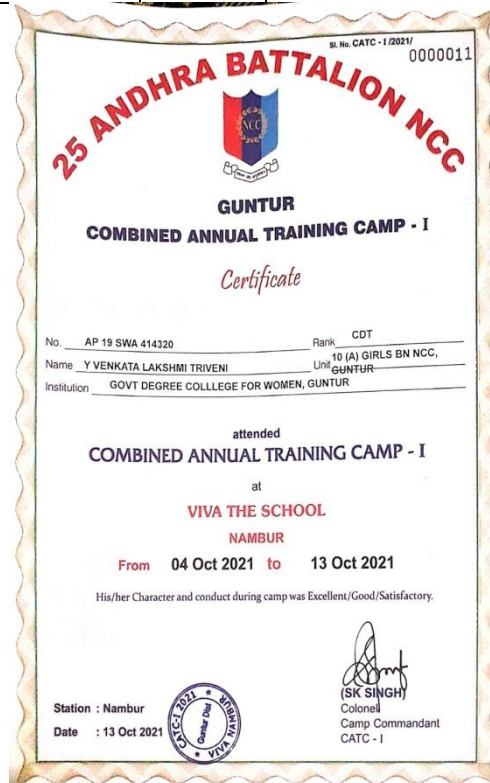 Sl. No. CATC - I /2021/
0000011
25 ANDHRA BATTALION NCC
NCC
GUNTUR
COMBINED ANNUAL TRAINING CAMP - I
Certificate
No. AP 19 SWA 414320 Rank CDT
Name Y VENKATA LAKSHMI TRIVENI Unit 10 (A) GIRLS BN NCC, GUNTUR
Institution GOVT DEGREE COLLLEGE FOR WOMEN, GUNTUR
attended
COMBINED ANNUAL TRAINING CAMP - I
at
VIVA THE SCHOOL
NAMBUR
From 04 Oct 2021 to 13 Oct 2021
His/her Character and conduct during camp was Excellent/Good/Satisfactory.
(SK SINGH)
Colonel
Camp Commandant
CATC - I
Station : Nambur
Date : 13 Oct 2021
CATC-I 2021 * VIVA NAMBUR *
Guntur Dist